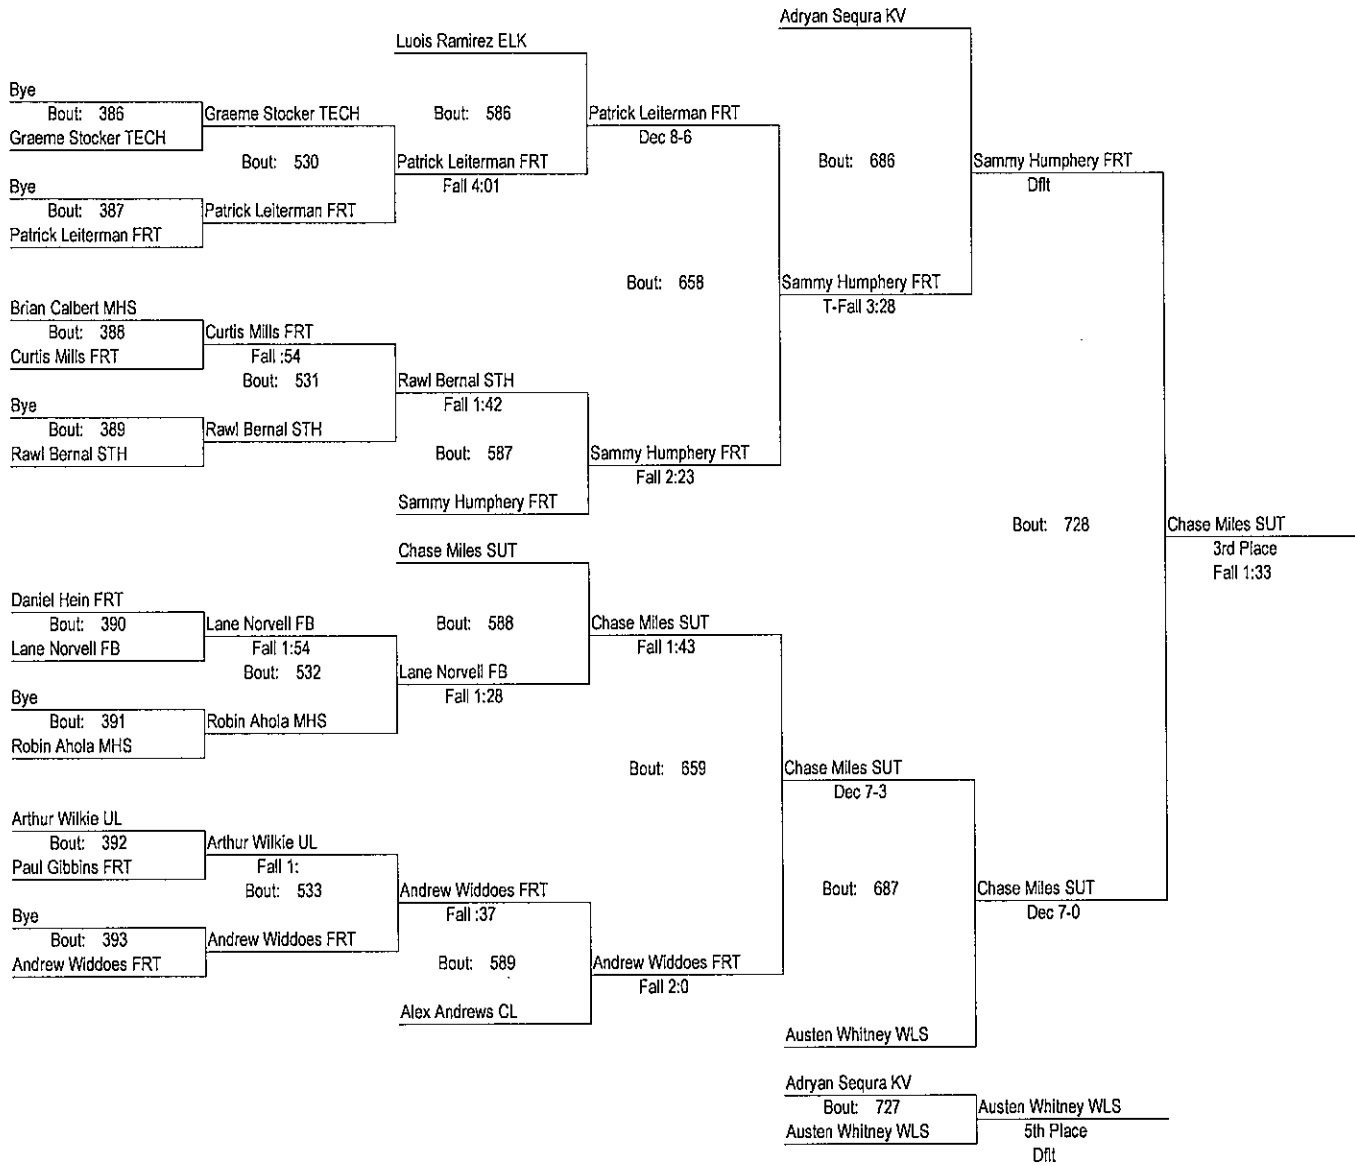 Adryan Sequra KV
Luois Ramirez ELK
Bye
Bout: 386
Graeme Stocker TECH
Graeme Stocker TECH
Bout: 530
Bout: 586
Patrick Leiterman FRT
Dec 8-6
Patrick Leiterman FRT
Fall 4:01
Bye
Bout: 387
Patrick Leiterman FRT
Patrick Leiterman FRT
Bout: 686
Sammy Humphery FRT
Dflt
Bout: 658
Sammy Humphery FRT
T-Fall 3:28
Brian Calbert MHS
Bout: 388
Curtis Mills FRT
Curtis Mills FRT
Fall :54
Bout: 531
Rawl Bernal STH
Fall 1:42
Bye
Bout: 389
Rawl Bernal STH
Rawl Bernal STH
Bout: 587
Sammy Humphery FRT
Fall 2:23
Sammy Humphery FRT
Bout: 728
Chase Miles SUT
3rd Place
Fall 1:33
Chase Miles SUT
Daniel Hein FRT
Bout: 390
Lane Norvell FB
Lane Norvell FB
Fall 1:54
Bout: 532
Bout: 588
Chase Miles SUT
Fall 1:43
Lane Norvell FB
Fall 1:28
Bye
Bout: 391
Robin Ahola MHS
Robin Ahola MHS
Bout: 659
Chase Miles SUT
Dec 7-3
Arthur Wilkie UL
Bout: 392
Paul Gibbins FRT
Arthur Wilkie UL
Fall 1:
Bout: 533
Andrew Widdoes FRT
Fall :37
Bye
Bout: 393
Andrew Widdoes FRT
Andrew Widdoes FRT
Bout: 589
Andrew Widdoes FRT
Fall 2:0
Alex Andrews CL
Bout: 687
Chase Miles SUT
Dec 7-0
Austen Whitney WLS
Adryan Sequra KV
Bout: 727
Austen Whitney WLS
Austen Whitney WLS
5th Place
Dflt